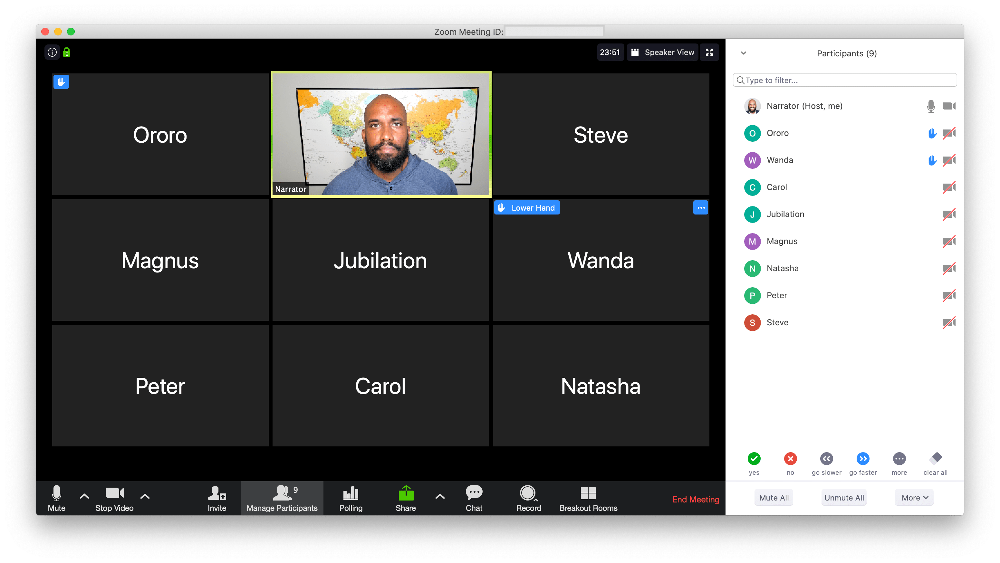 Zoom Meeting ID:
E
23:51
Speaker View
Ororo
Narrator
Steve
Magnus
Jubilation
Lower Hand
Wanda
Peter
Carol
Natasha
Mute
Stop Video
Invite
9
Manage Participants
Polling
Share
Chat
Record
Breakout Rooms
End Meeting
Participants (9)
Type to filter...
Narrator (Host, me)
O Ororo
W Wanda
C Carol
J Jubilation
M Magnus
N Natasha
P Peter
S Steve
yes no go slower go faster more clear all
Mute All Unmute All More